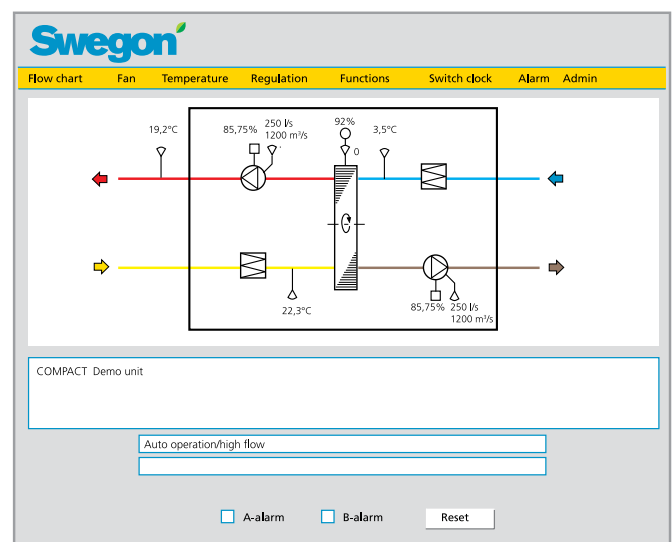 Swegon
Flow chart Fan Temperature Regulation Functions Switch clock Alarm Admin
19,2°C
85,75%
250 l/s
1200 m³/s
92%
0
3,5°C
22,3°C
85,75%
250 l/s
1200 m³/s
COMPACT Demo unit
Auto operation/high flow
A-alarm B-alarm Reset